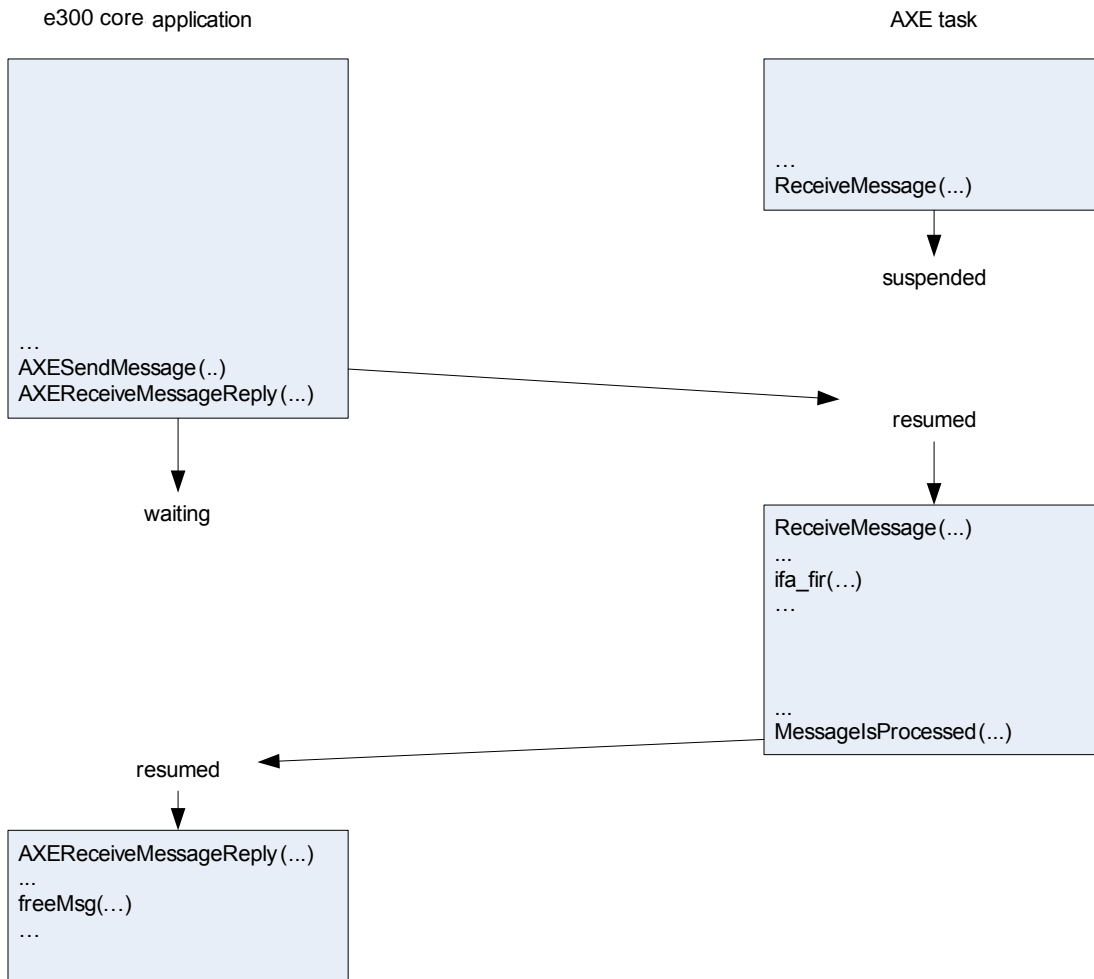 e300 core application
AXE task
…
ReceiveMessage(...)
suspended
…
AXESendMessage(..)
AXEReceiveMessageReply(...)
resumed
waiting
ReceiveMessage(...)
...
ifa_fir(…)
…
...
MessageIsProcessed(...)
resumed
AXEReceiveMessageReply(...)
...
freeMsg(…)
…